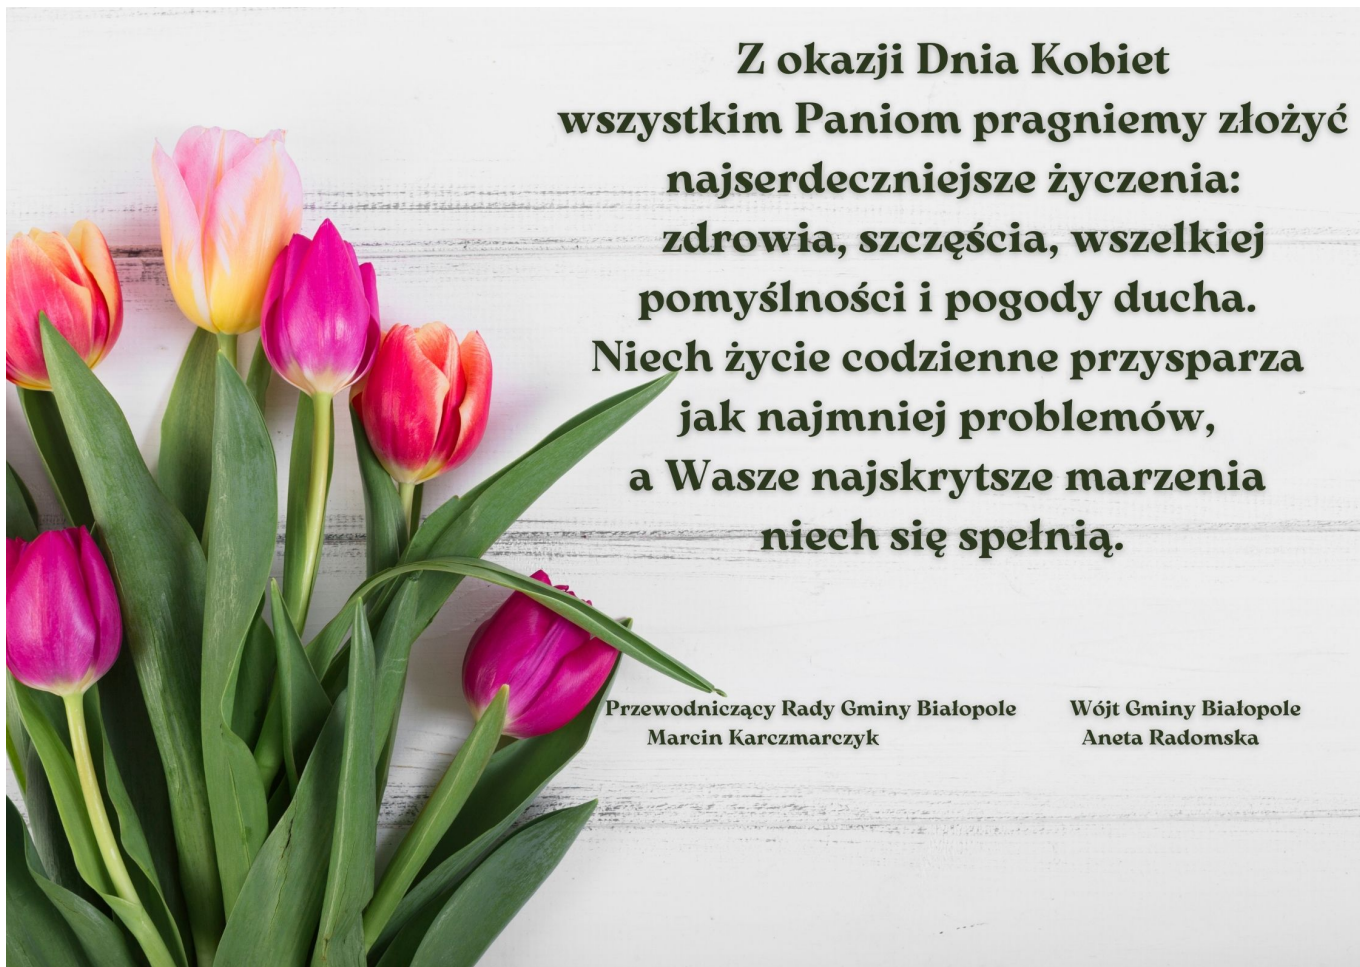 Z okazji Dnia Kobiet
wszystkim Paniom pragniemy złożyć
najserdeczniejsze życzenia:
zdrowia, szczęścia, wszelkiej
pomyślności i pogody ducha.
Niech życie codzienne przysparza
jak najmniej problemów,
a Wasze najskrytsze marzenia
niech się spełnią.
Przewodniczący Rady Gminy Białopole
Marcin Karczmarczyk
Wójt Gminy Białopole
Aneta Radomska